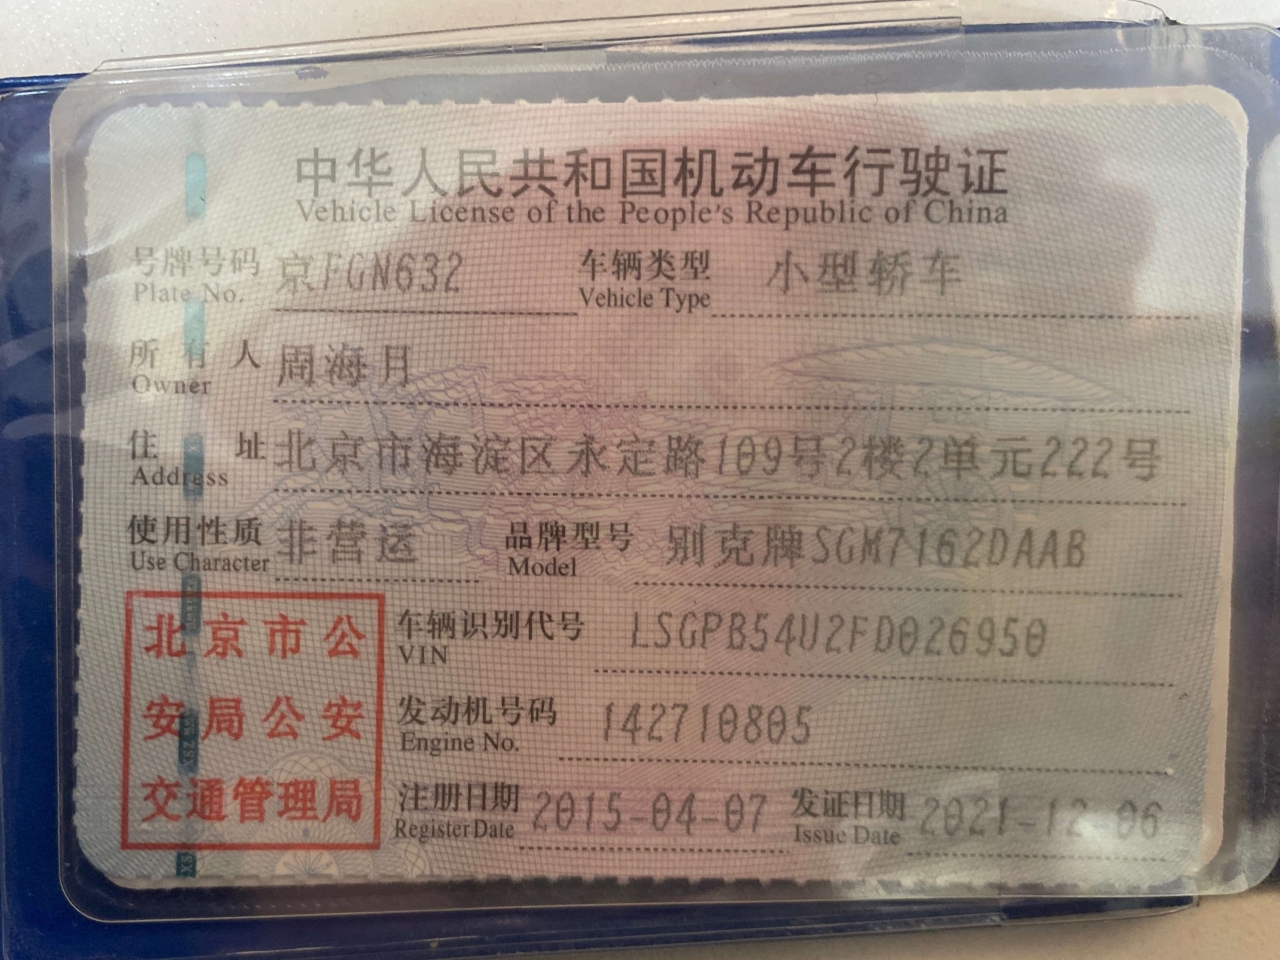 中华人民共和国机动车行驶证
Vehicle License of the People's Republic of China
号牌号码 京FGN632 车辆类型 小型轿车
Plate No. Vehicle Type
所有人 周海月
Owner
住址 北京市海淀区永定路109号2楼2单元222号
Address
使用性质 非营运 品牌型号 别克牌SGM7162DAAB
Use Character Model
北京市公
安局公安
交通管理局
车辆识别代号 LSGPB54U2FD026950
VIN
发动机号码 142710805
Engine No.
注册日期 2015-04-07 发证日期 2021-12-06
Register Date Issue Date